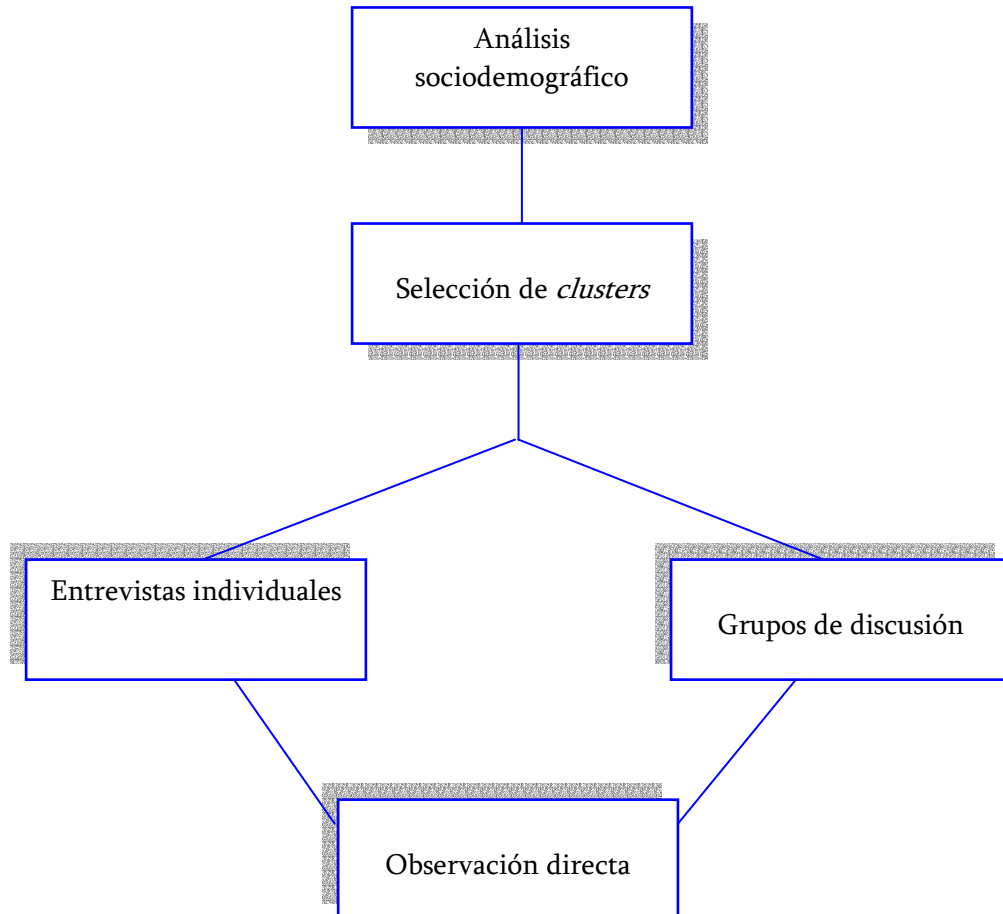 Análisis
sociodemográfico
Selección de clusters
Entrevistas individuales
Grupos de discusión
Observación directa